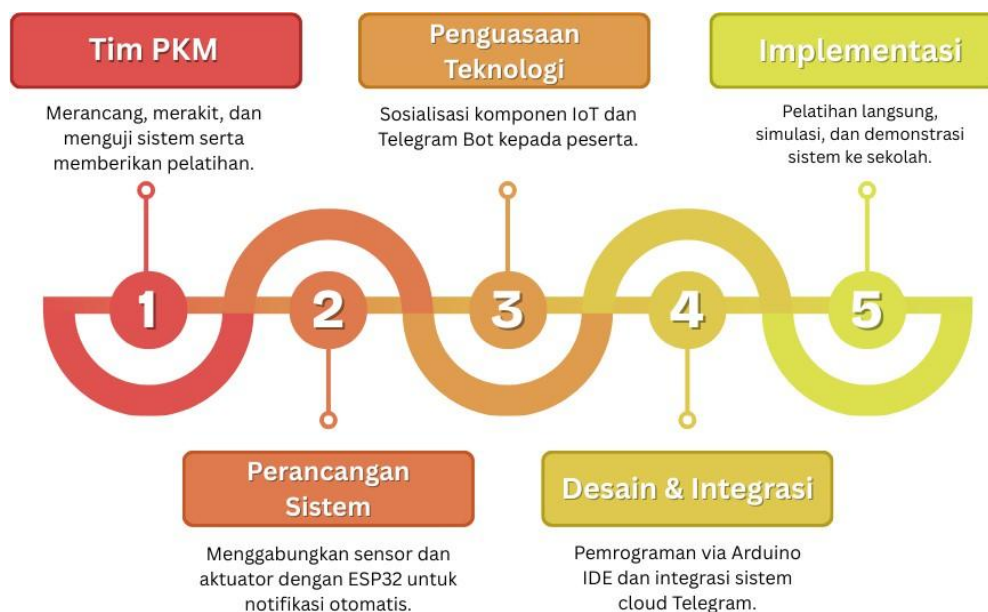 Tim PKM
Merancang, merakit, dan
menguji sistem serta
memberikan pelatihan.
Penguasaan
Teknologi
Sosialisasi komponen IoT dan
Telegram Bot kepada peserta.
Implementasi
Pelatihan langsung,
simulasi, dan demonstrasi
sistem ke sekolah.
1
2
3
4
5
Perancangan
Sistem
Menggabungkan sensor dan
aktuator dengan ESP32 untuk
notifikasi otomatis.
Desain & Integrasi
Pemrograman via Arduino
IDE dan integrasi sistem
cloud Telegram.